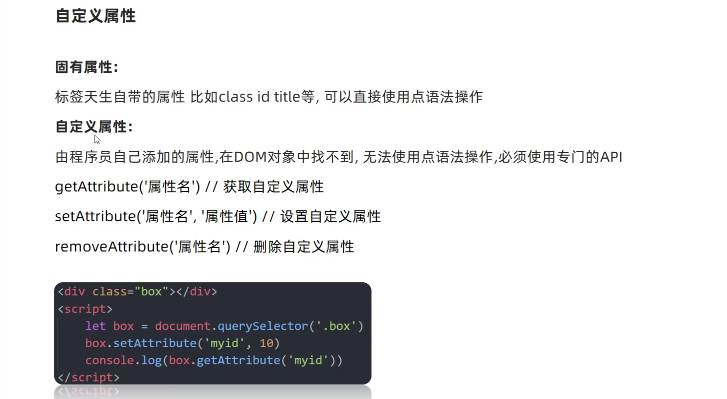 自定义属性
固有属性:
标签天生自带的属性 比如class id title等, 可以直接使用点语法操作
自定义属性:
由程序员自己添加的属性,在DOM对象中找不到, 无法使用点语法操作,必须使用专门的API
getAttribute('属性名') // 获取自定义属性
setAttribute('属性名', '属性值') // 设置自定义属性
removeAttribute('属性名') // 删除自定义属性
<div class="box"></div>
<script>
let box = document.querySelector('.box')
box.setAttribute('myid', 10)
console.log(box.getAttribute('myid'))
</script>